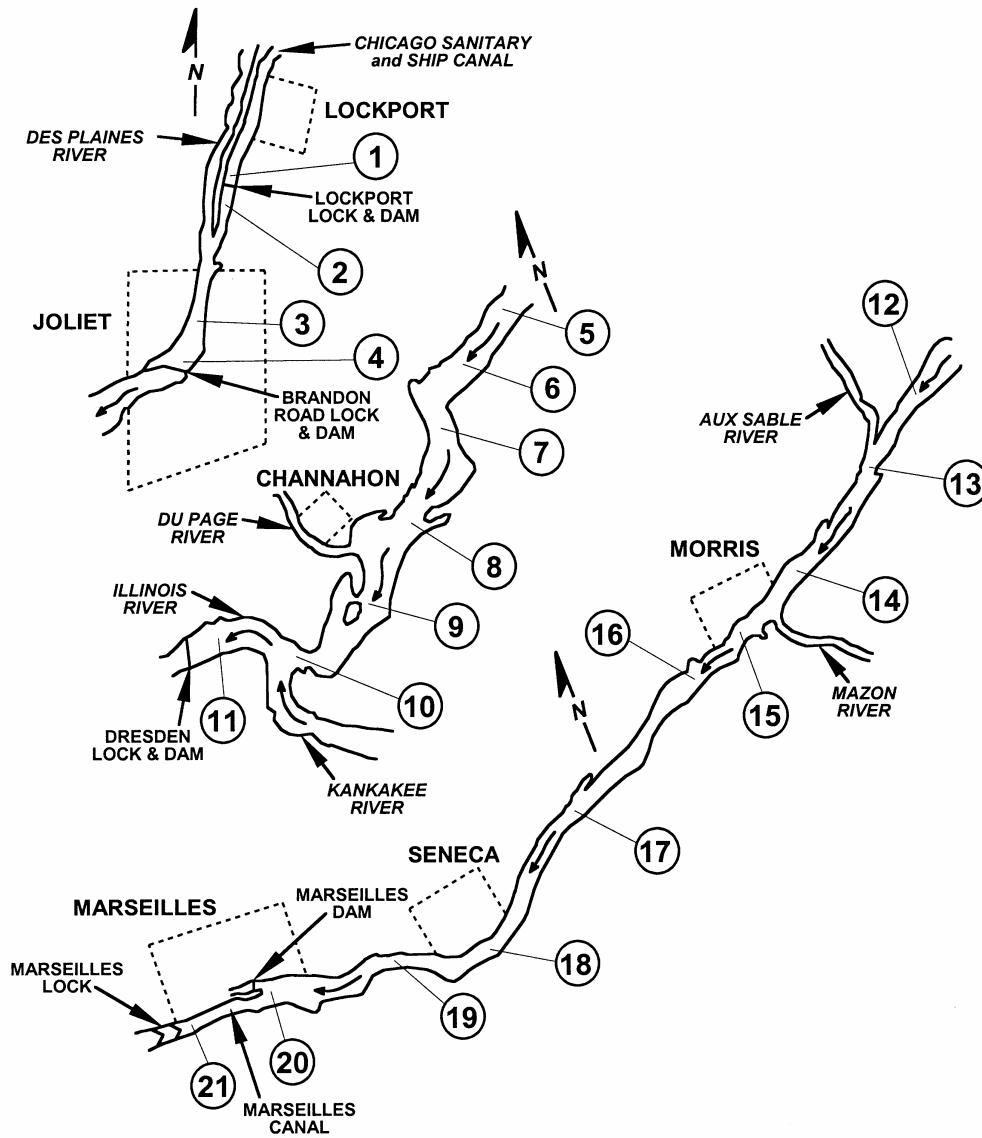 CHICAGO SANITARY
and SHIP CANAL
N
LOCKPORT
DES PLAINES
RIVER
1
LOCKPORT
LOCK & DAM
2
JOLIET
3
4
BRANDON
ROAD LOCK
& DAM
N
5
6
7
CHANNAHON
DU PAGE
RIVER
8
ILLINOIS
RIVER
9
10
11
DRESDEN
LOCK & DAM
KANKAKEE
RIVER
12
AUX SABLE
RIVER
13
MORRIS
14
16
15
MAZON
RIVER
N
17
SENECA
MARSEILLES
DAM
MARSEILLES
18
MARSEILLES
LOCK
19
20
21
MARSEILLES
CANAL